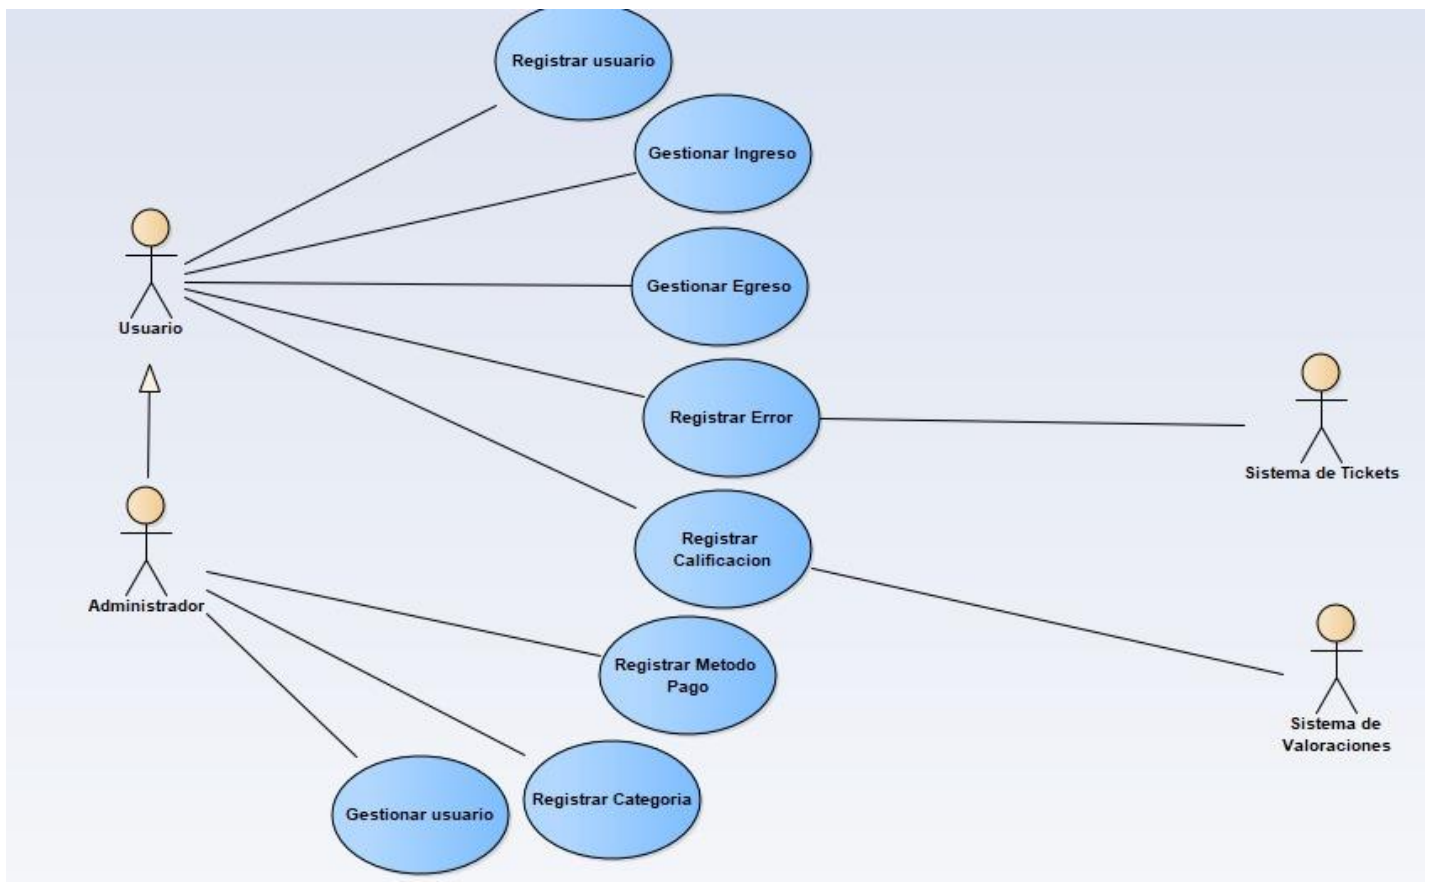 Registrar usuario
Gestionar Ingreso
Usuario
Gestionar Egreso
Registrar Error
Sistema de Tickets
Registrar
Calificacion
Administrador
Registrar Metodo
Pago
Sistema de
Valoraciones
Registrar Categoria
Gestionar usuario